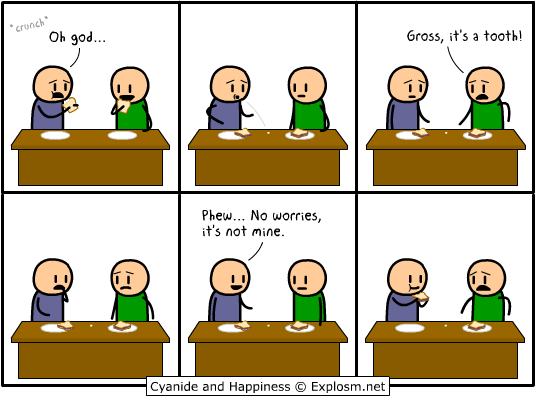 *crunch*
Oh god...
Gross, it's a tooth!
Phew... No worries,
it's not mine.
Cyanide and Happiness © Explosm.net